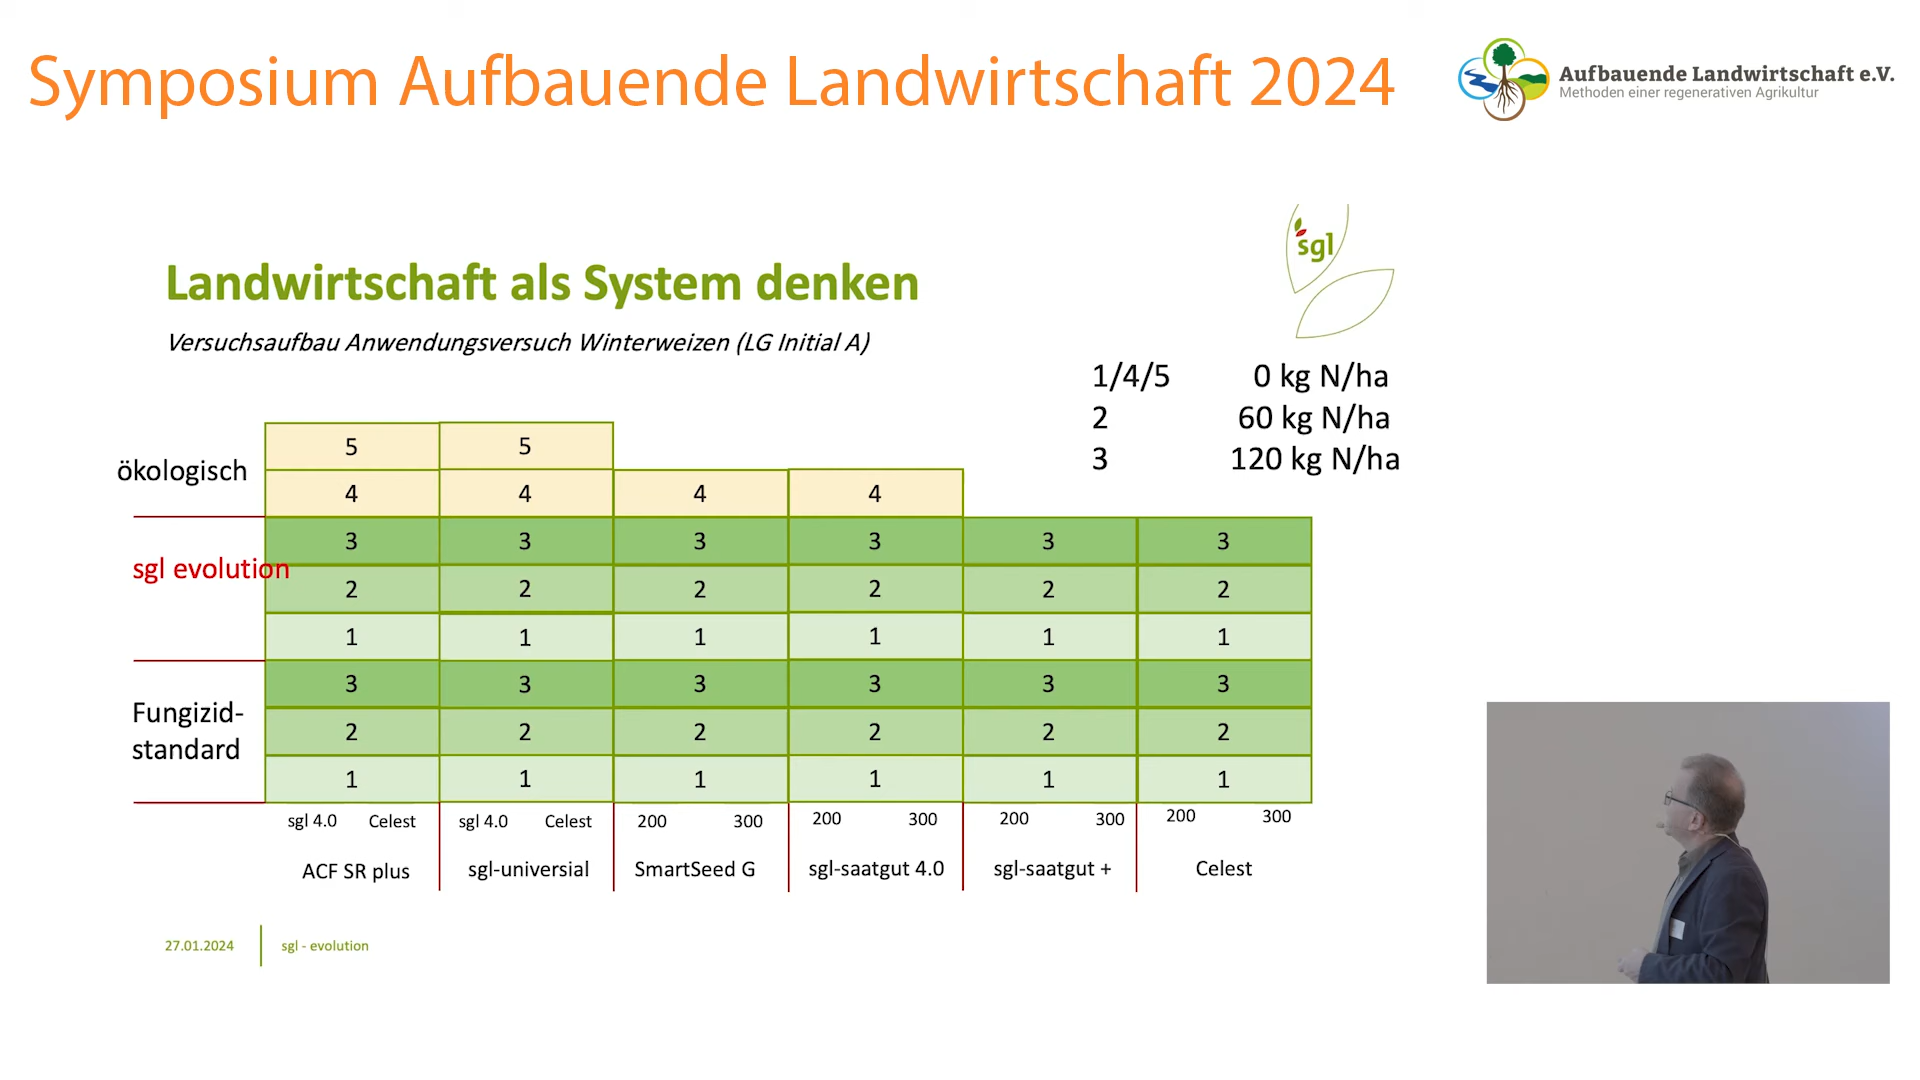 Symposium Aufbauende Landwirtschaft 2024
Aufbauende Landwirtschaft e.V.
Methoden einer regenerativen Agrikultur
sgl
Landwirtschaft als System denken
Versuchsaufbau Anwendungsversuch Winterweizen (LG Initial A)
1/4/5 0 kg N/ha
2 60 kg N/ha
3 120 kg N/ha
5 5
ökologisch
4 4 4 4
3 3 3 3 3 3
sgl evolution
2 2 2 2 2 2
1 1 1 1 1 1
3 3 3 3 3 3
Fungizid-
standard
2 2 2 2 2 2
1 1 1 1 1 1
sgl 4.0 Celest sgl 4.0 Celest 200 300 200 300 200 300 200 300
ACF SR plus sgl-universial SmartSeed G sgl-saatgut 4.0 sgl-saatgut + Celest
27.01.2024 sgl - evolution